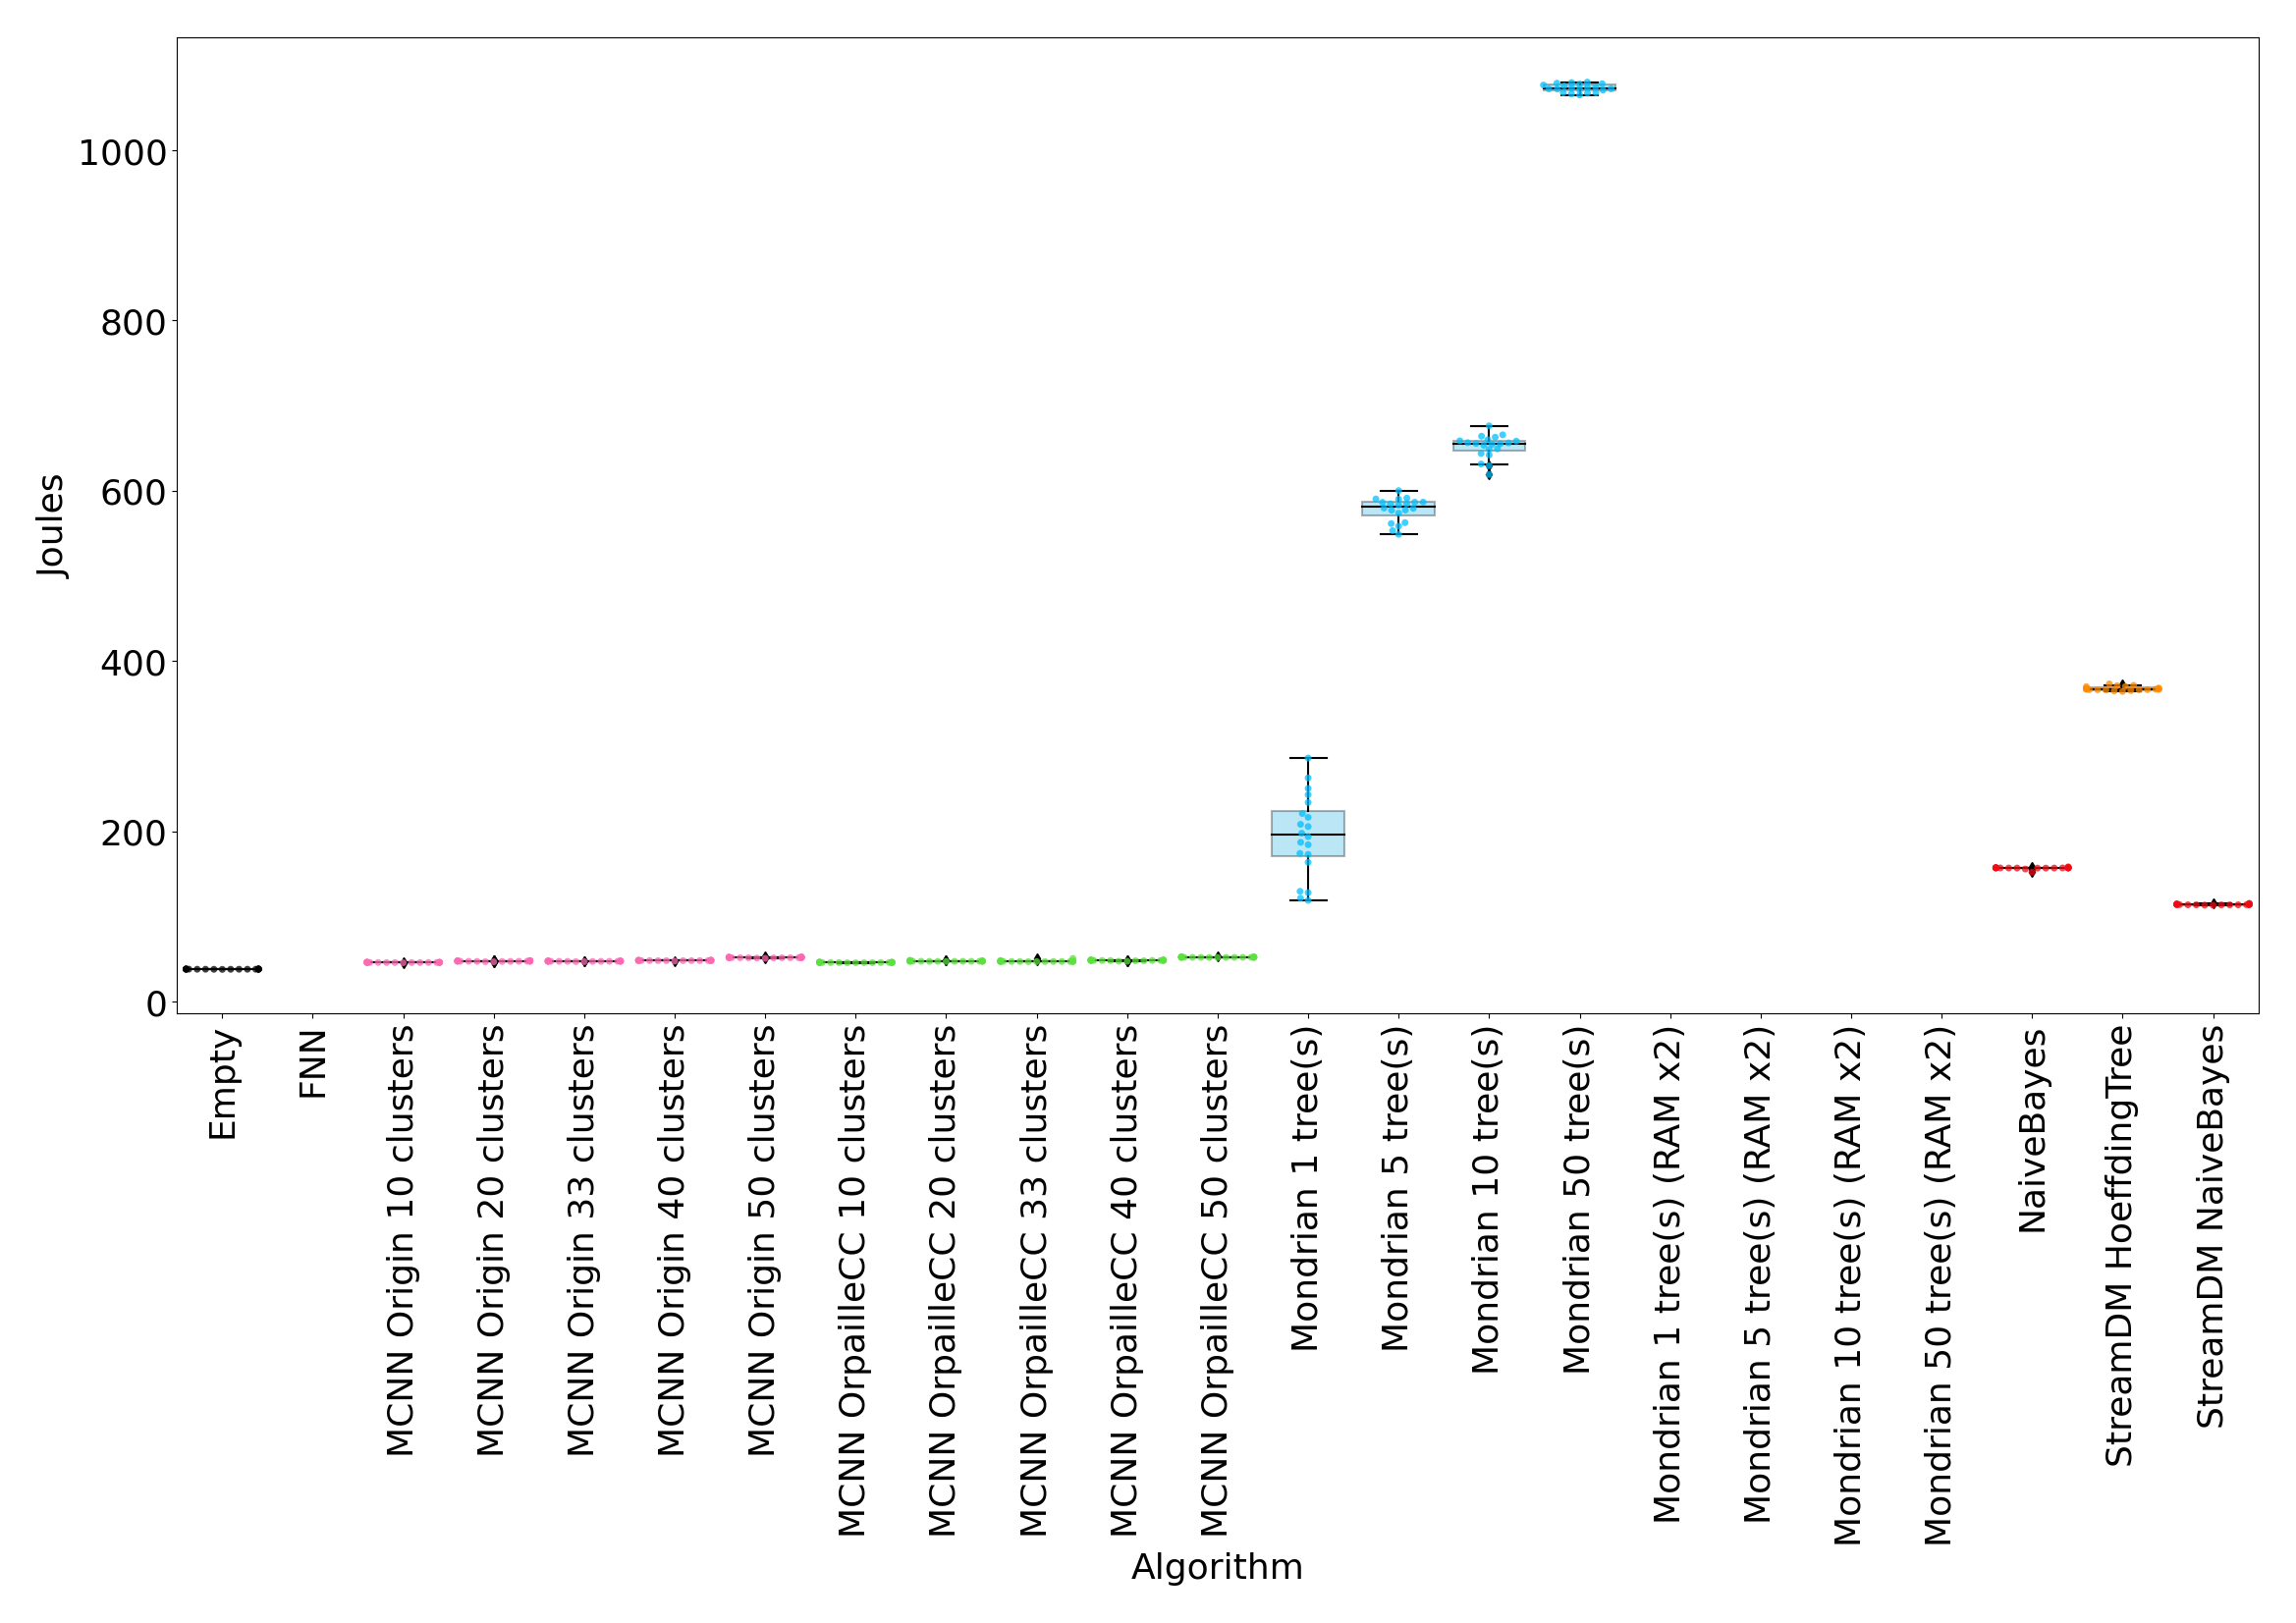 1000
800
600
400
200
0
Joules
Empty
FNN
MCNN Origin 10 clusters
MCNN Origin 20 clusters
MCNN Origin 33 clusters
MCNN Origin 40 clusters
MCNN Origin 50 clusters
MCNN OrpailleCC 10 clusters
MCNN OrpailleCC 20 clusters
MCNN OrpailleCC 33 clusters
MCNN OrpailleCC 40 clusters
MCNN OrpailleCC 50 clusters
Mondrian 1 tree(s)
Mondrian 5 tree(s)
Mondrian 10 tree(s)
Mondrian 50 tree(s)
Mondrian 1 tree(s) (RAM x2)
Mondrian 5 tree(s) (RAM x2)
Mondrian 10 tree(s) (RAM x2)
Mondrian 50 tree(s) (RAM x2)
NaiveBayes
StreamDM HoeffdingTree
StreamDM NaiveBayes
Algorithm